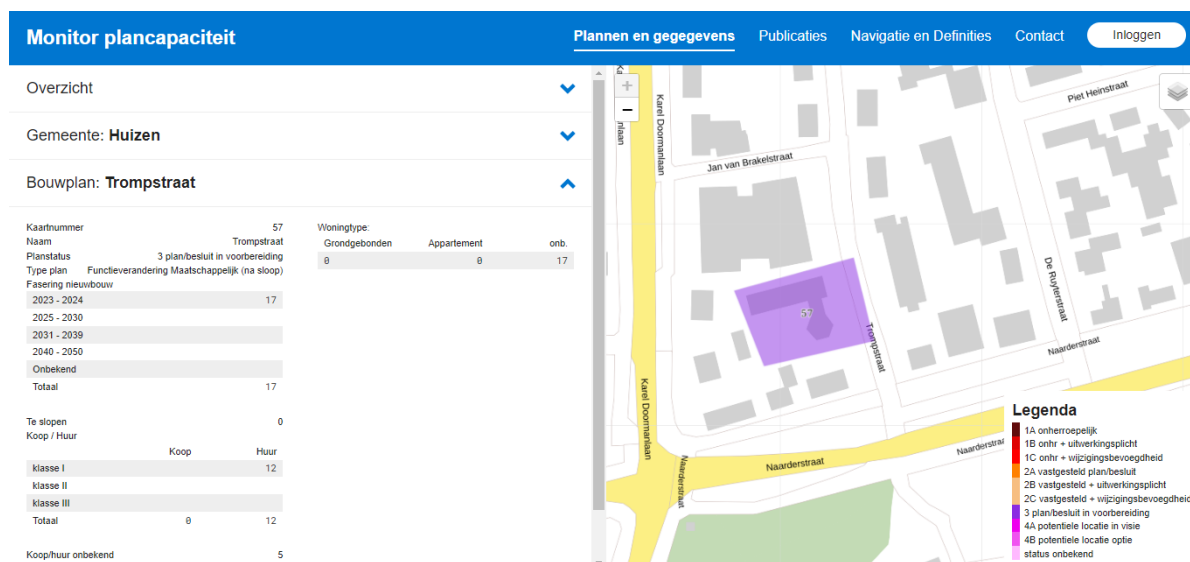 Monitor plancapaciteit
Plannen en gegegevens Publicaties Navigatie en Definities Contact Inloggen
Overzicht
Gemeente: Huizen
Bouwplan: Trompstraat
Kaartnummer 57
Naam Trompstraat
Planstatus 3 plan/besluit in voorbereiding
Type plan Functieverandering Maatschappelijk (na sloop)
Fasering nieuwbouw
2023 - 2024 17
2025 - 2030
2031 - 2039
2040 - 2050
Onbekend
Totaal 17
Te slopen 0
Koop / Huur
Koop Huur
klasse I 12
klasse II
klasse III
Totaal 0 12
Koop/huur onbekend 5
Woningtype:
Grondgebonden Appartement onb.
0 0 17
+
−
Karel Doormanlaan
Piet Heinstraat
Jan van Brakelstraat
De Ruyterstraat
57
Trompstraat
Naarderstraat
Karel Doormanlaan
Naarderstraat
Naarderstraat
Legenda
1A onherroepelijk
1B onhr + uitwerkingsplicht
1C onhr + wijzigingsbevoegdheid
2A vastgesteld plan/besluit
2B vastgesteld + uitwerkingsplicht
2C vastgesteld + wijzigingsbevoegdheid
3 plan/besluit in voorbereiding
4A potentiele locatie in visie
4B potentiele locatie optie
status onbekend